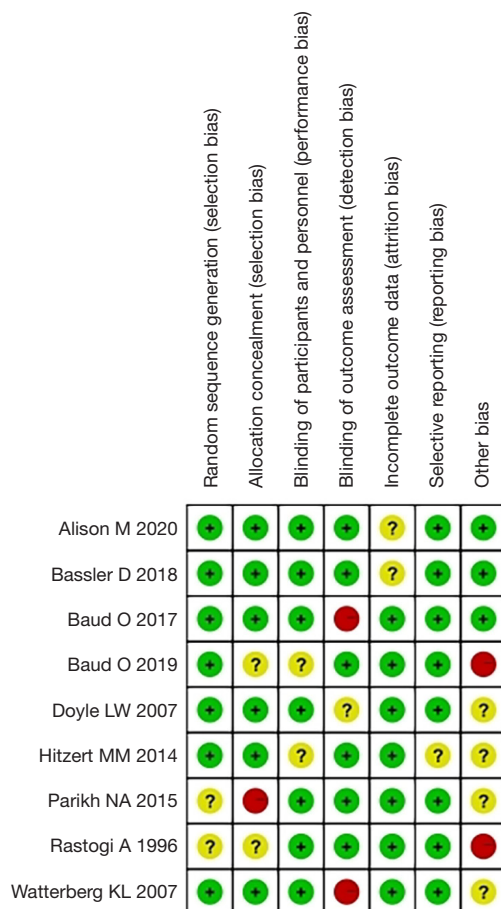 Random sequence generation (selection bias)
Allocation concealment (selection bias)
Blinding of participants and personnel (performance bias)
Blinding of outcome assessment (detection bias)
Incomplete outcome data (attrition bias)
Selective reporting (reporting bias)
Other bias
Alison M 2020 + + + + ? + +
Bassler D 2018 + + + + ? + +
Baud O 2017 + + + - + + +
Baud O 2019 + ? ? + + + -
Doyle LW 2007 + + + ? + + ?
Hitzert MM 2014 + + ? + + ? ?
Parikh NA 2015 ? - + + + + ?
Rastogi A 1996 ? ? + + + + -
Watterberg KL 2007 + + + - + + ?